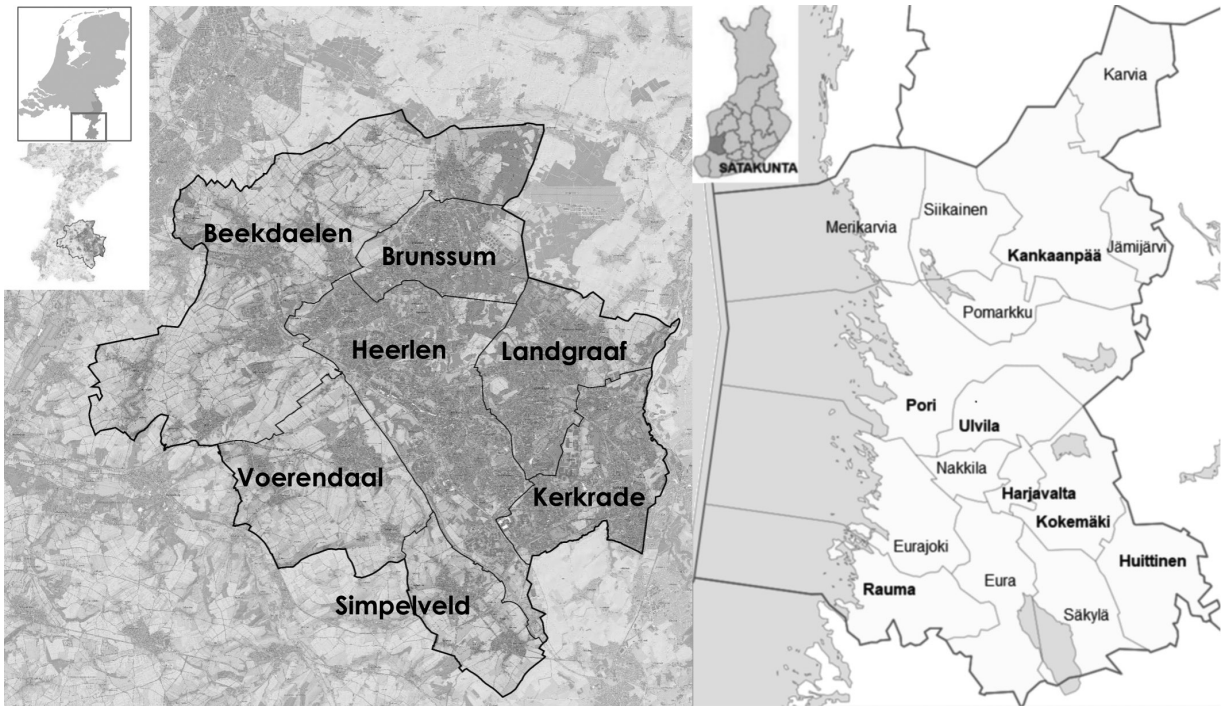 Beekdaelen
Brunssum
Heerlen
Landgraaf
Voerendaal
Kerkrade
Simpelveld
SATAKUNTA
Karvia
Siikainen
Merikarvia
Kankaanpää
Jämijärvi
Pomarkku
Pori
Ulvila
Nakkila
Harjavalta
Kokemäki
Eurajoki
Huittinen
Rauma
Eura
Säkylä